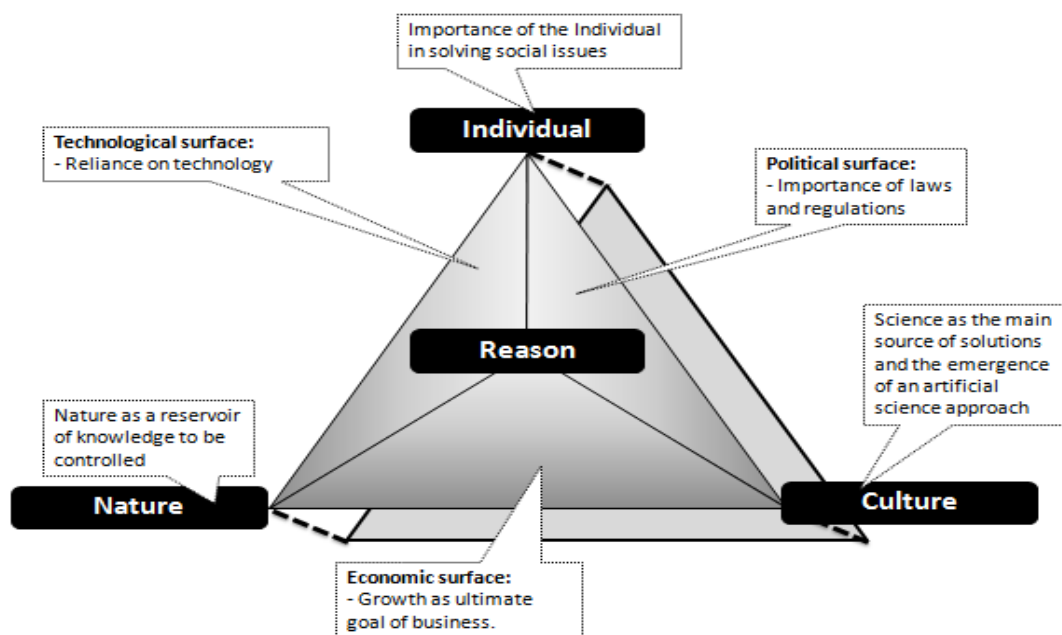 Importance of the Individual
in solving social issues
Individual
Technological surface:
- Reliance on technology
Political surface:
- Importance of laws
and regulations
Reason
Science as the main
source of solutions
and the emergence
of an artificial
science approach
Nature as a reservoir
of knowledge to be
controlled
Nature
Culture
Economic surface:
- Growth as ultimate
goal of business.